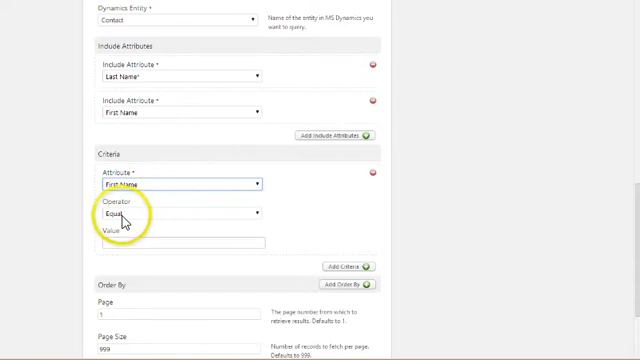 Dynamics Entity *
Contact
Name of the entity in MS Dynamics you
want to query.
Include Attributes
Include Attribute *
Last Name*
Include Attribute *
First Name
Add Include Attributes
Criteria
Attribute *
First Name
Operator
Equal
Value
Add Criteria
Order By
Add Order By
Page
1
The page number from which to
retrieve results. Defaults to 1.
Page Size
999
Number of records to fetch per page.
Defaults to 999.